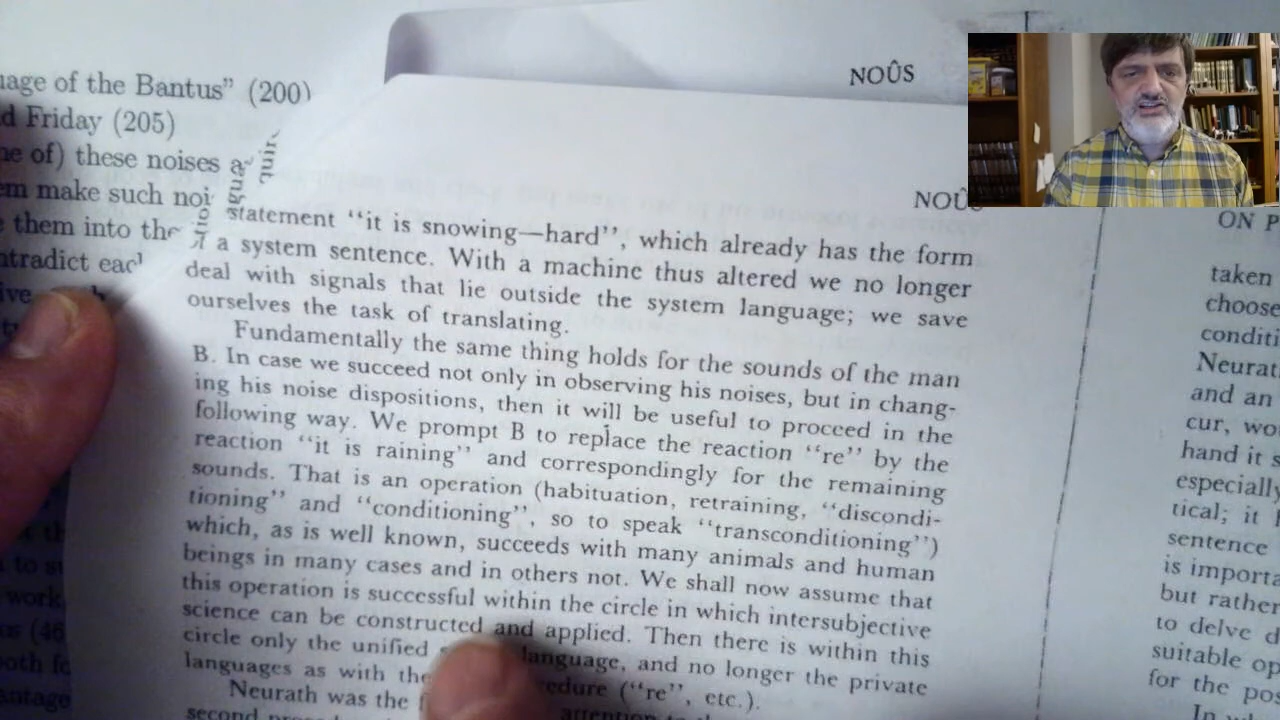 NOÛS
age of the Bantus” (200)
d Friday (205)
e of) these noises
em make such
them into the
NOÛ
statement “it is snowing—hard”, which already has the form
a system sentence. With a machine thus altered we no longer
deal with signals that lie outside the system language; we save
ourselves the task of translating.
Fundamentally the same thing holds for the sounds of the man
B. In case we succeed not only in observing his noises, but in chang-
ing his noise dispositions, then it will be useful to proceed in the
following way. We prompt B to replace the reaction “re” by the
reaction “it is raining” and correspondingly for the remaining
sounds. That is an operation (habituation, retraining, “discondi-
tioning” and “conditioning”, so to speak “transconditioning”)
which, as is well known, succeeds with many animals and human
beings in many cases and in others not. We shall now assume that
this operation is successful within the circle in which intersubjective
science can be constructed and applied. Then there is within this
circle only the unified language, and no longer the private
languages as with the (“re”, etc.).
Neurath was the attention
second
ON P
taken
choose
conditi
Neurat
and an
cur, wo
hand it s
especially
tical; it
sentence
is importa
but rather
to delve d
suitable op
for the pos
In